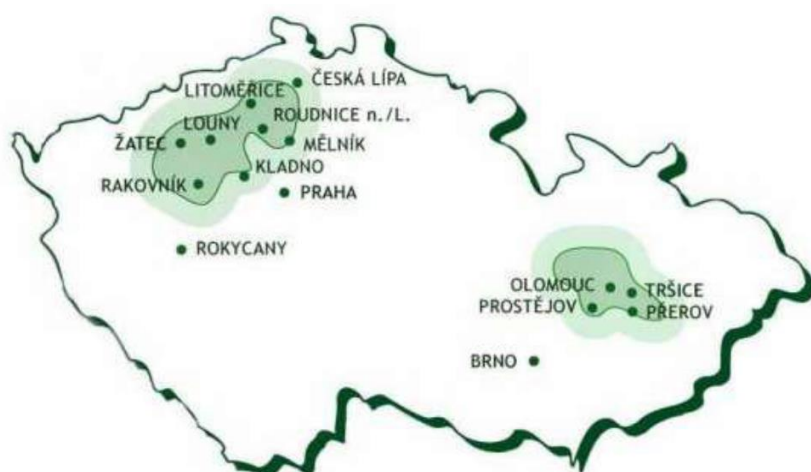 ČESKÁ LÍPA
LITOMĚŘICE
ROUDNICE n./L.
LOUNY
ŽATEC
MĚLNÍK
KLADNO
RAKOVNÍK
PRAHA
ROKYCANY
OLOMOUC
TRŠICE
PROSTĚJOV
PŘEROV
BRNO